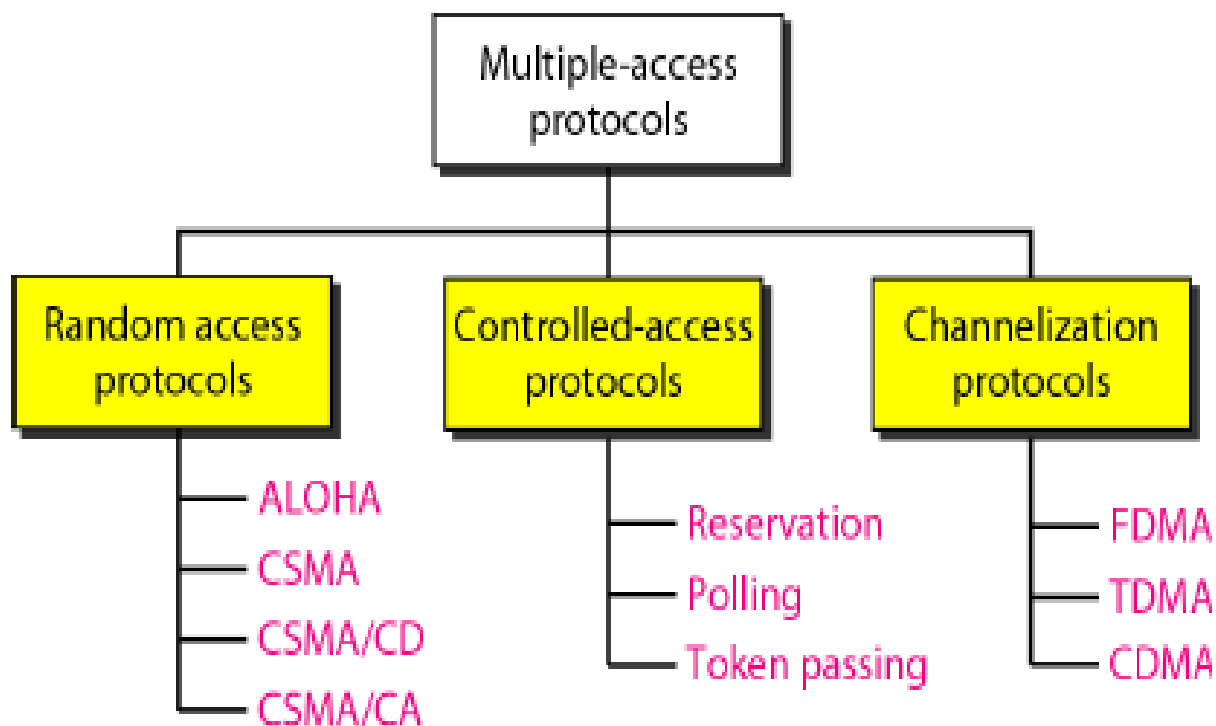 Multiple-access
protocols
Random access
protocols
Controlled-access
protocols
Channelization
protocols
ALOHA
CSMA
CSMA/CD
CSMA/CA
Reservation
Polling
Token passing
FDMA
TDMA
CDMA